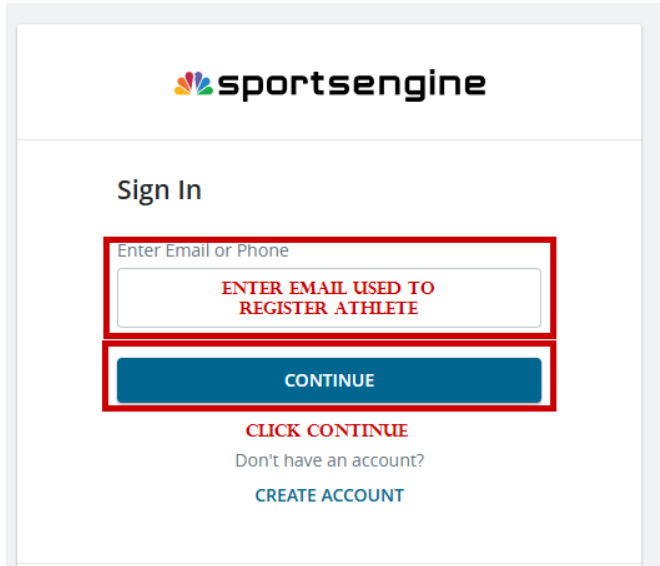 sportsengine
Sign In
Enter Email or Phone
ENTER EMAIL USED TO
REGISTER ATHLETE
CONTINUE
CLICK CONTINUE
Don't have an account?
CREATE ACCOUNT